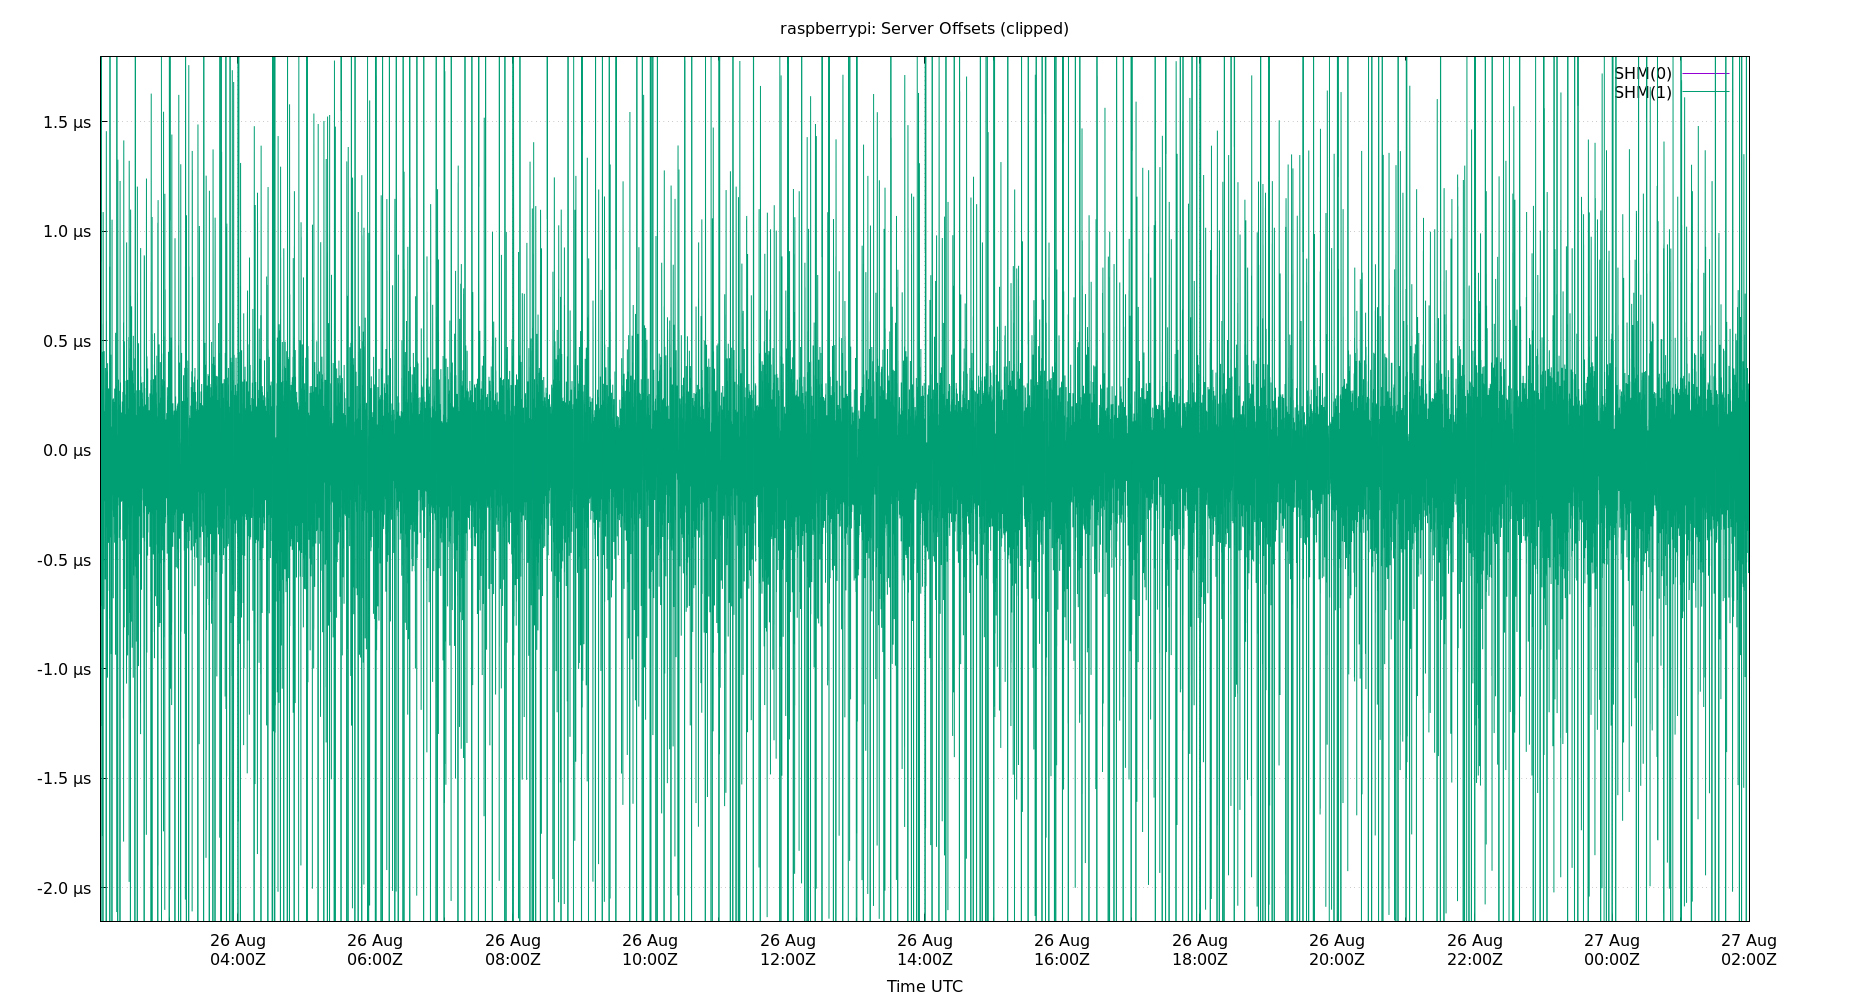 raspberrypi: Server Offsets (clipped)
SHM(0)
SHM(1)
1.5 µs
1.0 µs
0.5 µs
0.0 µs
-0.5 µs
-1.0 µs
-1.5 µs
-2.0 µs
26 Aug 26 Aug 26 Aug 26 Aug 26 Aug 26 Aug 26 Aug 26 Aug 26 Aug 26 Aug 27 Aug 27 Aug
04:00Z 06:00Z 08:00Z 10:00Z 12:00Z 14:00Z 16:00Z 18:00Z 20:00Z 22:00Z 00:00Z 02:00Z
Time UTC